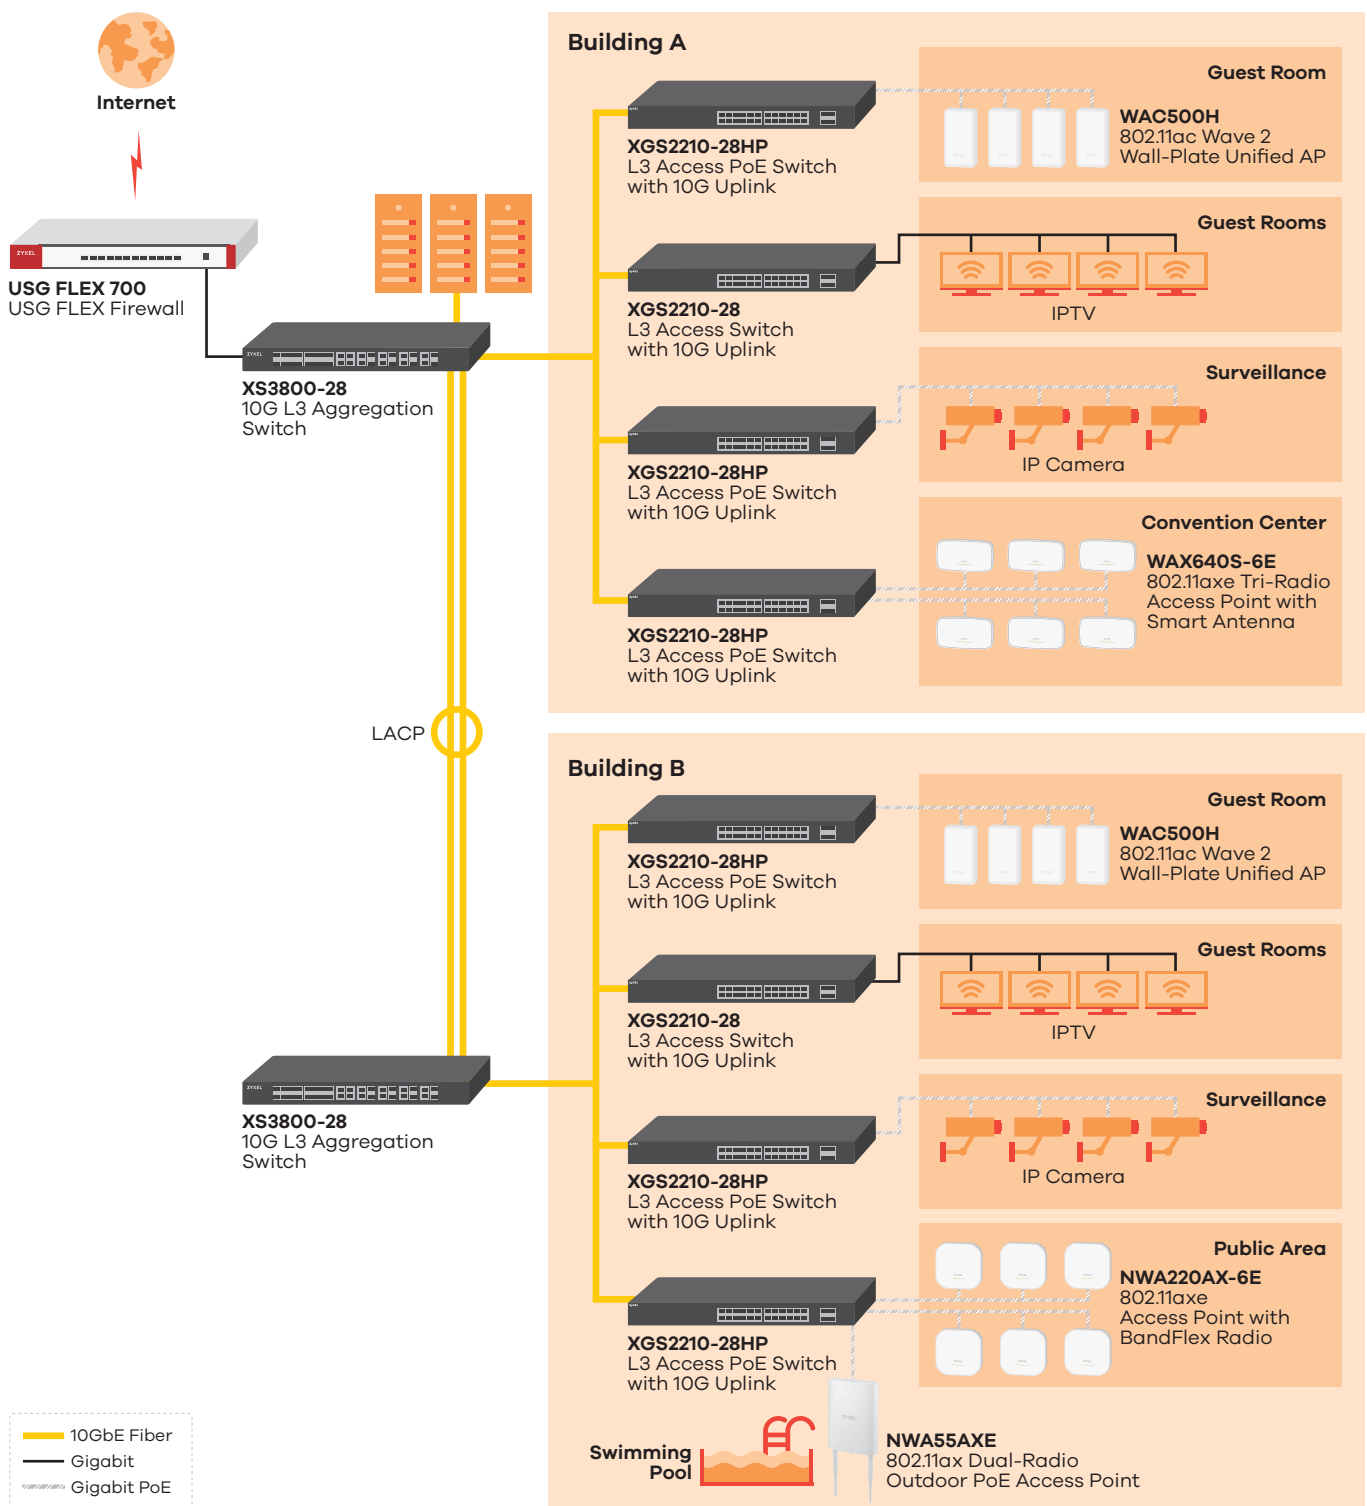 Internet
ZYXEL
USG FLEX 700
USG FLEX Firewall
ZYXEL
XS3800-28
10G L3 Aggregation
Switch
LACP
ZYXEL
XS3800-28
10G L3 Aggregation
Switch
10GbE Fiber
Gigabit
Gigabit PoE
Building A
XGS2210-28HP
L3 Access PoE Switch
with 10G Uplink
Guest Room
WAC500H
802.11ac Wave 2
Wall-Plate Unified AP
XGS2210-28
L3 Access Switch
with 10G Uplink
Guest Rooms
IPTV
XGS2210-28HP
L3 Access PoE Switch
with 10G Uplink
Surveillance
IP Camera
XGS2210-28HP
L3 Access PoE Switch
with 10G Uplink
Convention Center
WAX640S-6E
802.11axe Tri-Radio
Access Point with
Smart Antenna
Building B
XGS2210-28HP
L3 Access PoE Switch
with 10G Uplink
Guest Room
WAC500H
802.11ac Wave 2
Wall-Plate Unified AP
XGS2210-28
L3 Access Switch
with 10G Uplink
Guest Rooms
IPTV
XGS2210-28HP
L3 Access PoE Switch
with 10G Uplink
Surveillance
IP Camera
XGS2210-28HP
L3 Access PoE Switch
with 10G Uplink
Public Area
NWA220AX-6E
802.11axe
Access Point with
BandFlex Radio
Swimming
Pool
ZYXEL
NWA55AXE
802.11ax Dual-Radio
Outdoor PoE Access Point